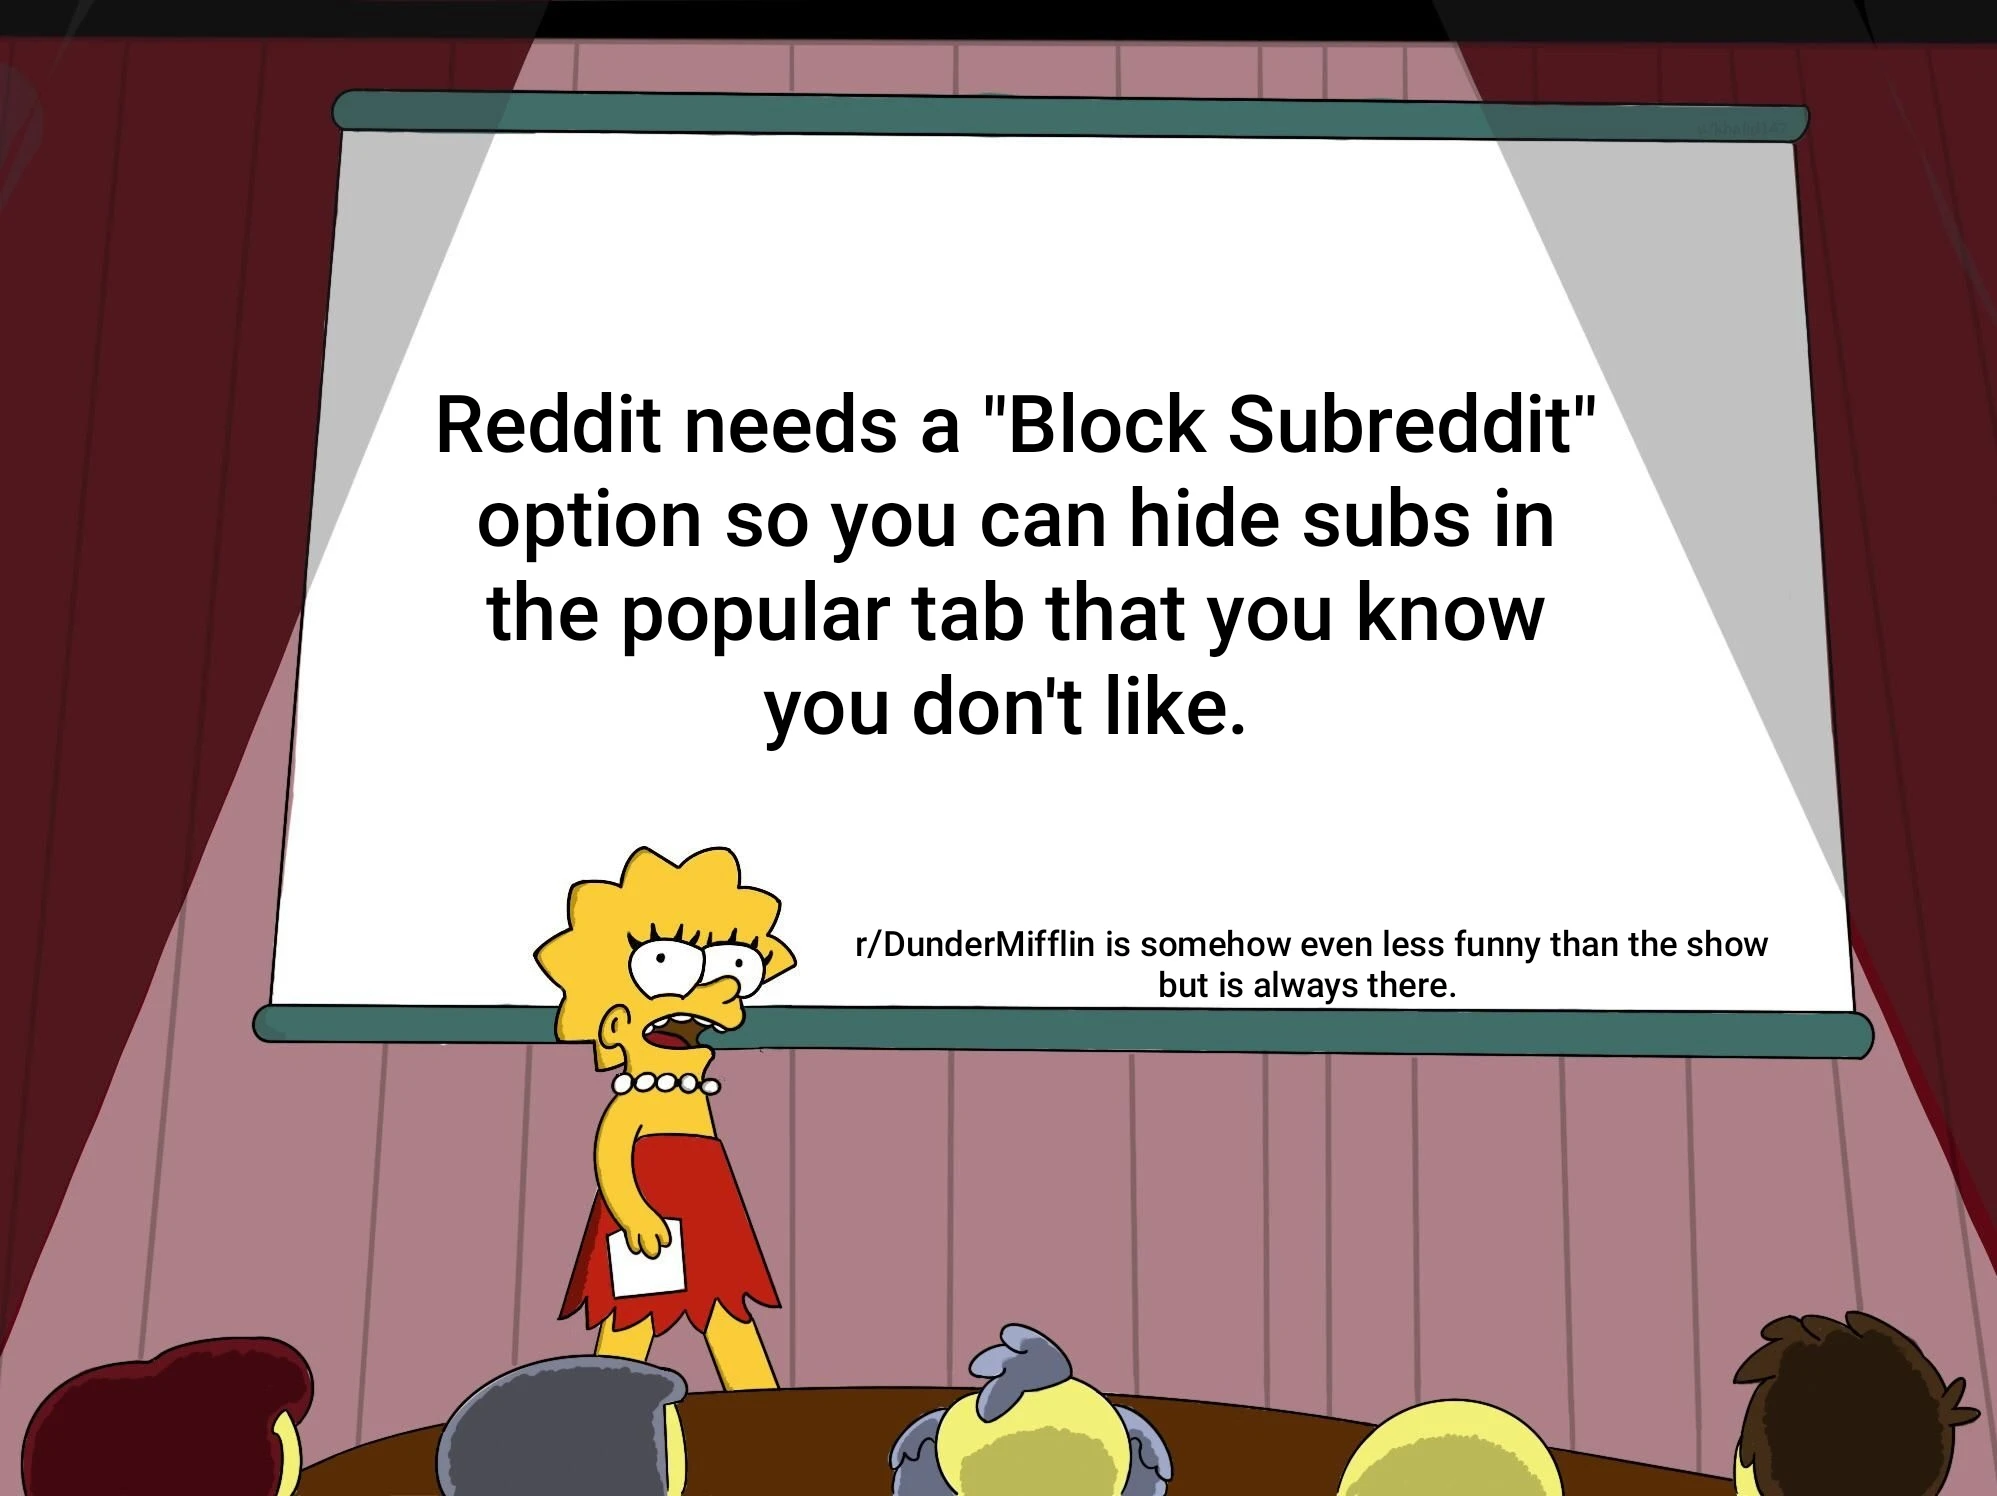 Reddit needs a "Block Subreddit"
option so you can hide subs in
the popular tab that you know
you don't like.
r/DunderMifflin is somehow even less funny than the show
but is always there.